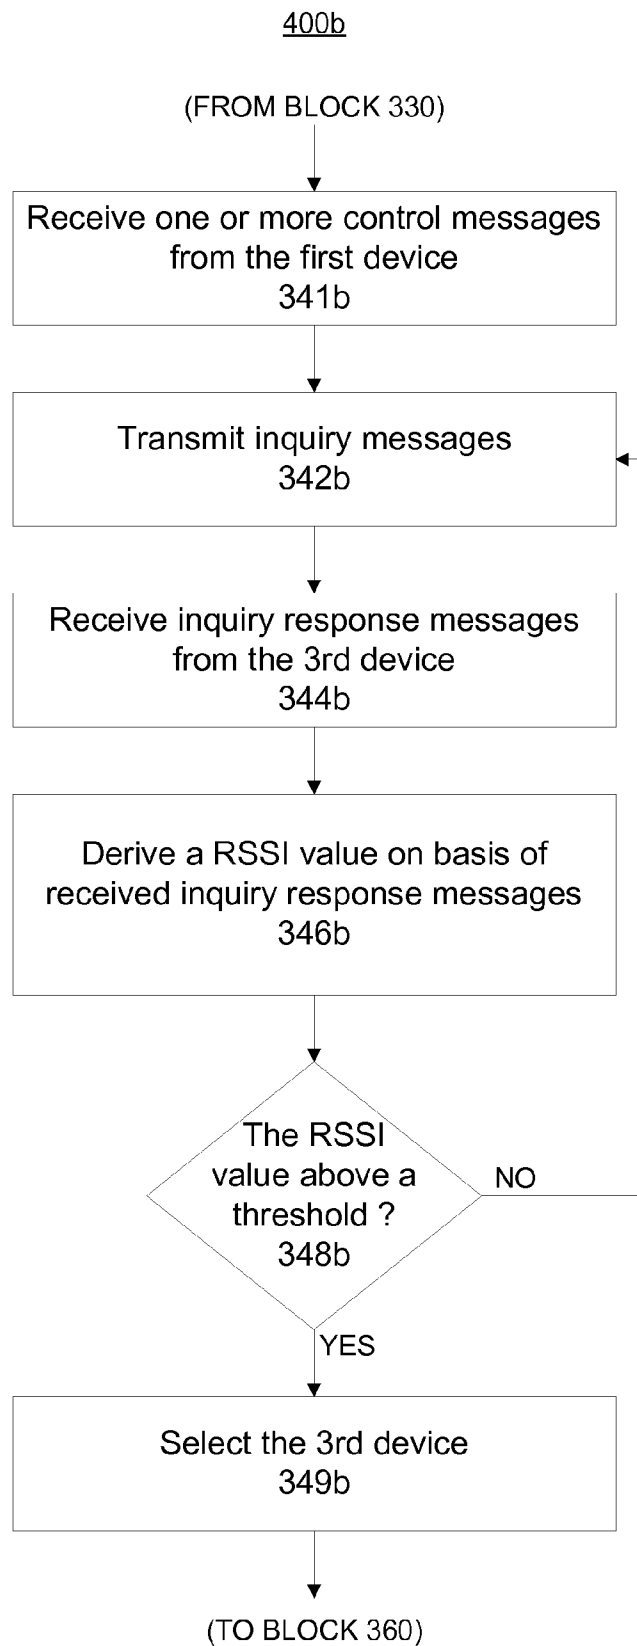 400b
(FROM BLOCK 330)
Receive one or more control messages
from the first device
341b
Transmit inquiry messages
342b
Receive inquiry response messages
from the 3rd device
344b
Derive a RSSI value on basis of
received inquiry response messages
346b
The RSSI
value above a
threshold ?
348b
NO
YES
Select the 3rd device
349b
(TO BLOCK 360)